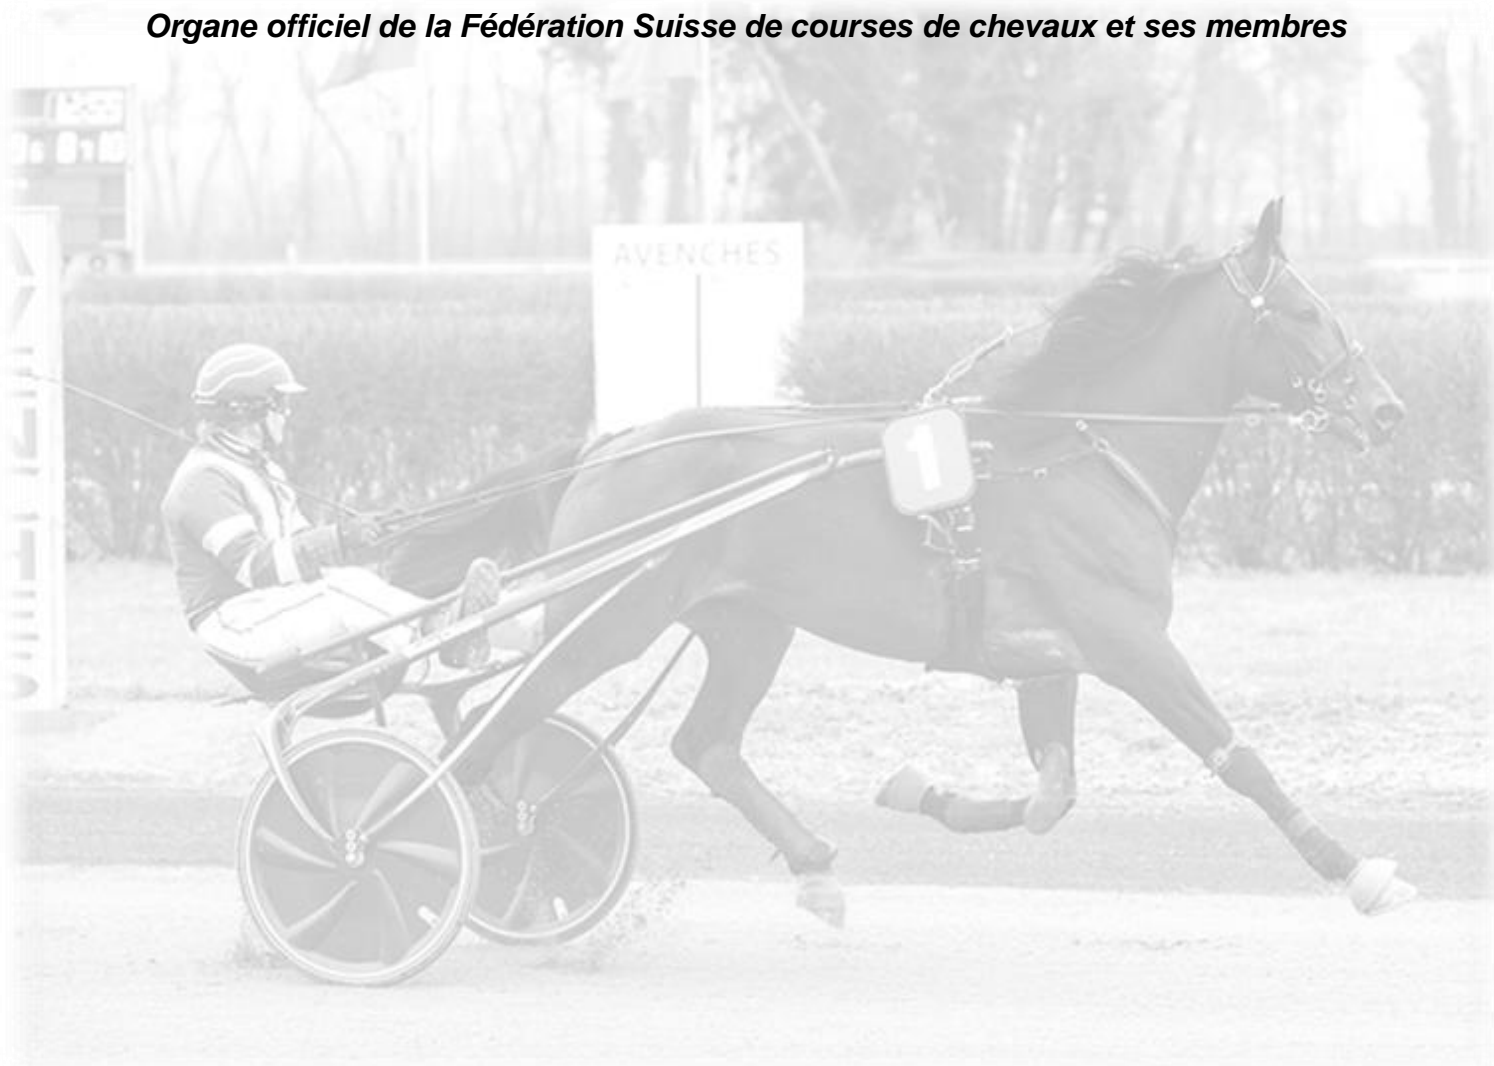 Organe officiel de la Fédération Suisse de courses de chevaux et ses membres
AVENCHES
1